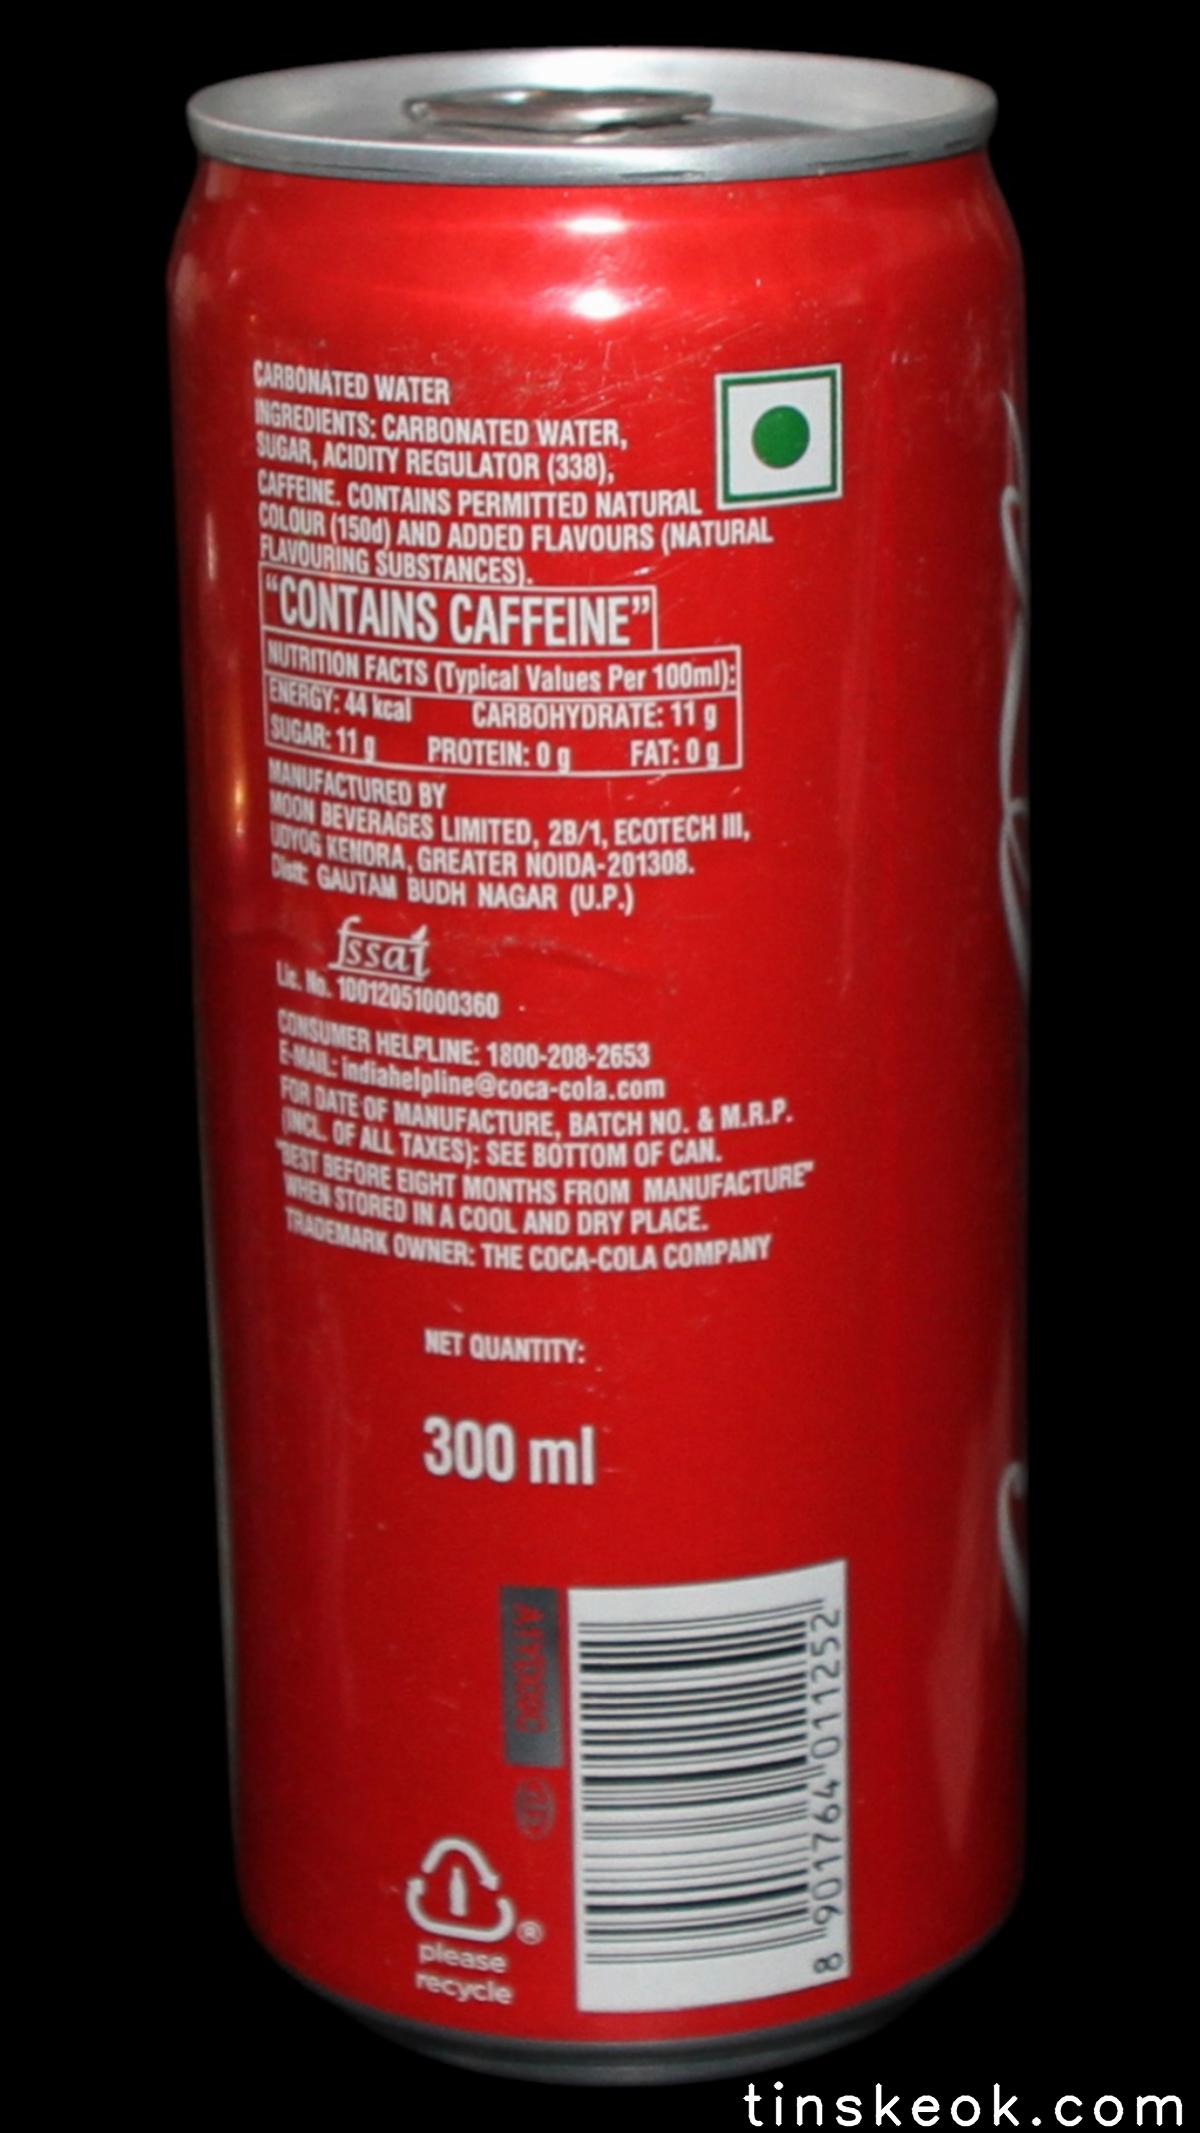 CARBONATED WATER
INGREDIENTS: CARBONATED WATER,
SUGAR, ACIDITY REGULATOR (338),
CAFFEINE. CONTAINS PERMITTED NATURAL
COLOUR (150d) AND ADDED FLAVOURS (NATURAL
FLAVOURING SUBSTANCES).
“CONTAINS CAFFEINE”
NUTRITION FACTS (Typical Values Per 100ml):
ENERGY: 44 kcal CARBOHYDRATE: 11 g
SUGAR: 11 g PROTEIN: 0 g FAT: 0 g
MANUFACTURED BY
MOON BEVERAGES LIMITED, 2B/1, ECOTECH III,
UDYOG KENDRA, GREATER NOIDA-201308.
Distt: GAUTAM BUDH NAGAR (U.P.)
fssai
Lic. No. 10012051000360
CONSUMER HELPLINE: 1800-208-2653
E-MAIL: indiahelpline@coca-cola.com
FOR DATE OF MANUFACTURE, BATCH NO. & M.R.P.
(INCL. OF ALL TAXES): SEE BOTTOM OF CAN.
"BEST BEFORE EIGHT MONTHS FROM MANUFACTURE"
WHEN STORED IN A COOL AND DRY PLACE.
TRADEMARK OWNER: THE COCA-COLA COMPANY
NET QUANTITY:
300 ml
8 901764 011252
®
please
recycle
tinskeok.com